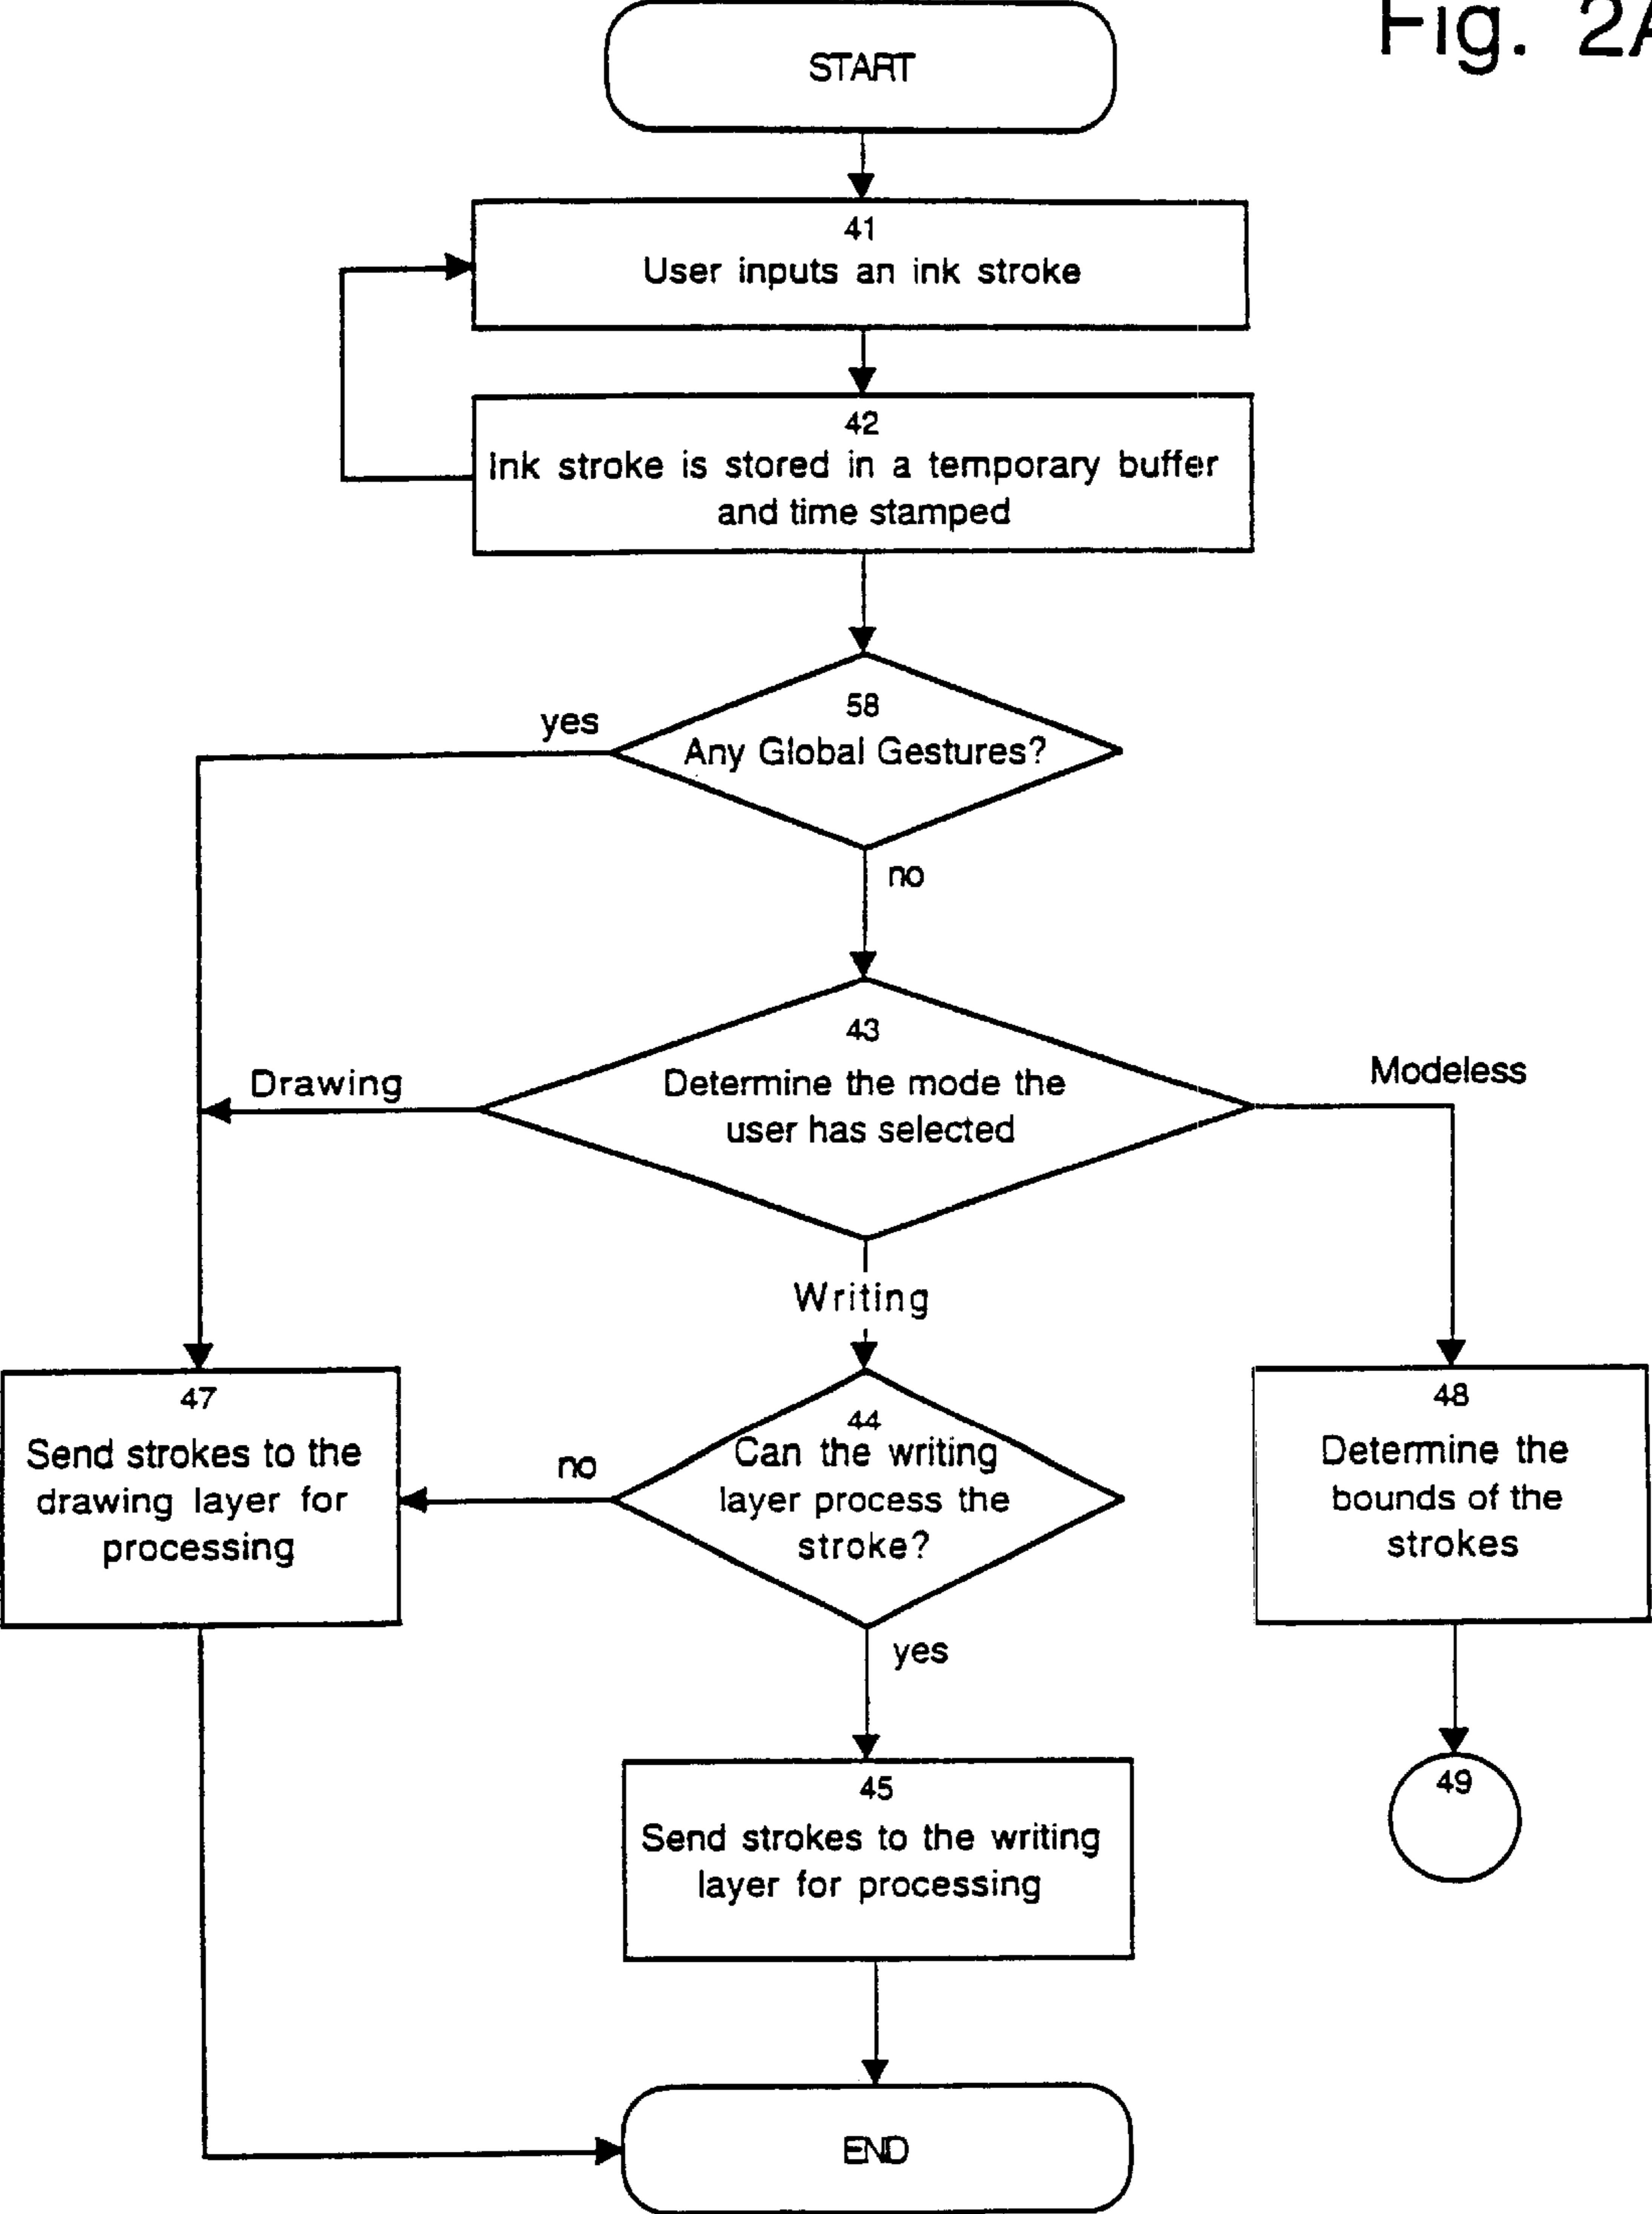 Fig. 2A
START
41
User inputs an ink stroke
42
Ink stroke is stored in a temporary buffer
and time stamped
58
yes
Any Global Gestures?
no
43
Modeless
Drawing
Determine the mode the
user has selected
Writing
47
Send strokes to the
drawing layer for
processing
44
no
Can the writing
layer process the
stroke?
48
Determine the
bounds of the
strokes
yes
45
Send strokes to the writing
layer for processing
49
END